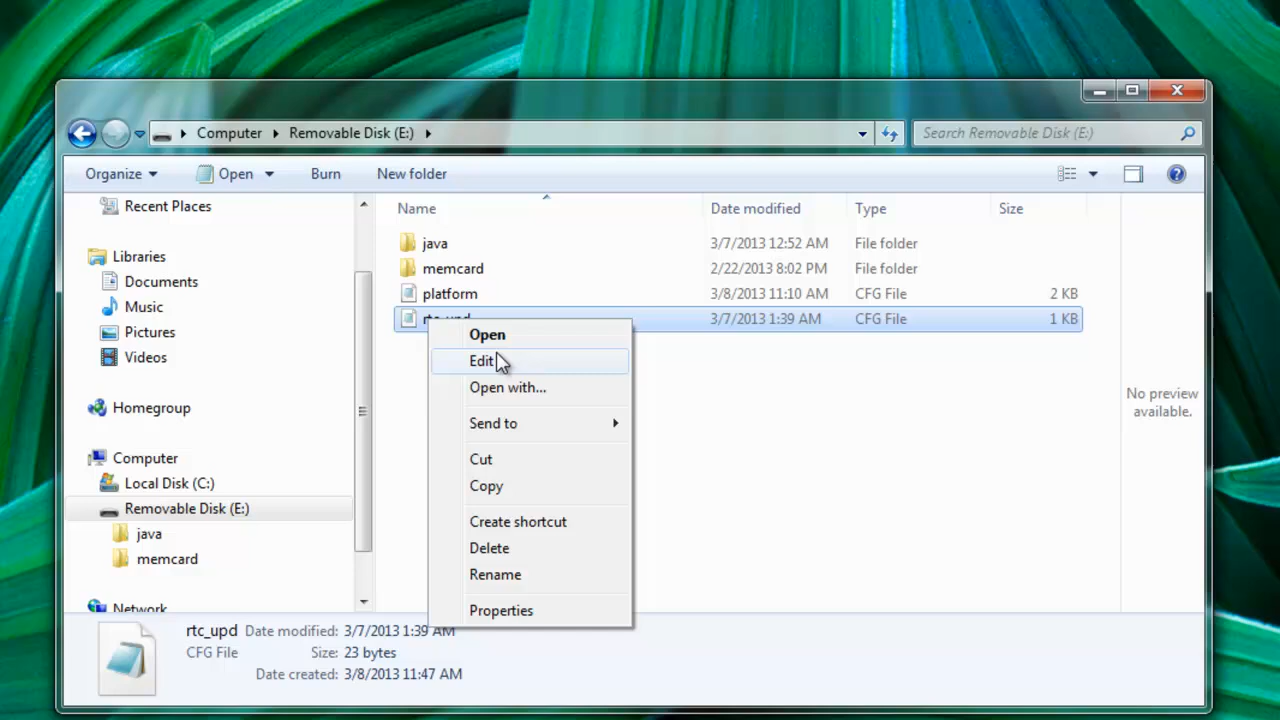 Computer
Removable Disk (E:)
Search Removable Disk (E:)
Organize
Open
Burn
New folder
Recent Places
Libraries
Documents
Music
Pictures
Videos
Homegroup
Computer
Local Disk (C:)
Removable Disk (E:)
java
memcard
Network
Name Date modified Type Size
java 3/7/2013 12:52 AM File folder
memcard 2/22/2013 8:02 PM File folder
platform 3/8/2013 11:10 AM CFG File 2 KB
rtc_upd 3/7/2013 1:39 AM CFG File 1 KB
Open
Edit
Open with...
Send to
Cut
Copy
Create shortcut
Delete
Rename
Properties
No preview
available.
rtc_upd Date modified: 3/7/2013 1:39 AM
CFG File Size: 23 bytes
Date created: 3/8/2013 11:47 AM